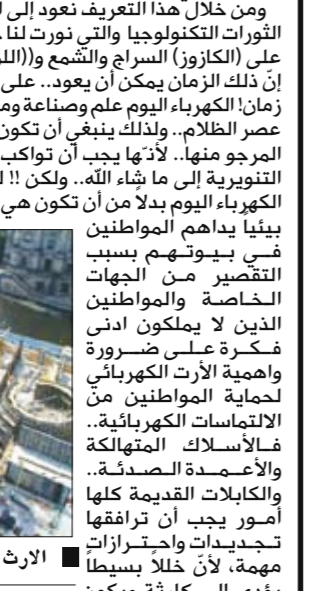 ومن خلال هذا التعريف نعود إلى ا
الثورات التكنولوجيا والتي نورت لنا
على (الكازوز) السراج والشمع و((الل
إنّ ذلك الزمان يمكن أن يعود.. على
زمان! الكهرباء اليوم علم وصناعة وم
عصر الظلام.. ولذلك ينبغي أن تكون
المرجو منها.. لأنّها يجب أن تواكب
التنويرية إلى ما شاء الله.. ولكن !! ل
الكهرباء اليوم بدلاً من أن تكون هي
بيئياً يداهم المواطنين
في بيوتهم بسبب
التقصير من الجهات
الخاصة والمواطنين
الذين لا يملكون ادنى
فكرة على ضرورة
واهمية الأرت الكهربائي
لحماية المواطنين من
الالتماسات الكهربائية..
فالأسلاك المتهالكة
والأعمدة الصدئة..
والكابلات القديمة كلها
أمور يجب أن ترافقها
تجديدات واحترازات
مهمة، لأنّ خللاً بسيطاً
الارث